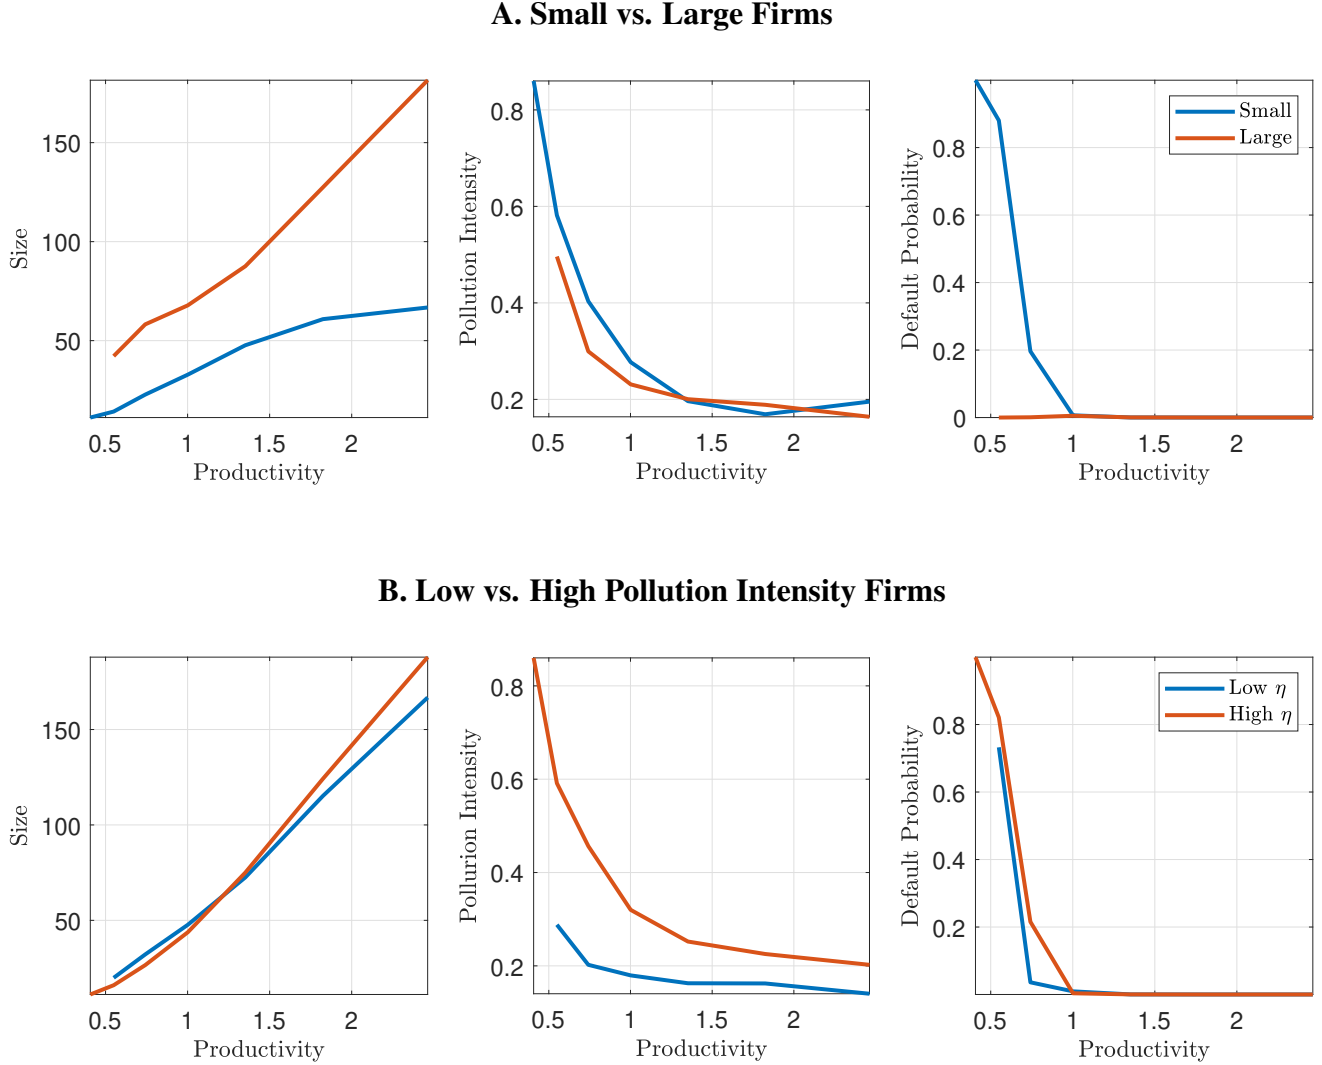 A. Small vs. Large Firms
150
100
50
Size
0.5 1 1.5 2
Productivity
0.8
0.6
0.4
0.2
Pollution Intensity
0.5 1 1.5 2
Productivity
0.8
0.6
0.4
0.2
0
Default Probability
Small
Large
0.5 1 1.5 2
Productivity
B. Low vs. High Pollution Intensity Firms
150
100
50
Size
0.5 1 1.5 2
Productivity
0.8
0.6
0.4
0.2
Pollurion Intensity
0.5 1 1.5 2
Productivity
0.8
0.6
0.4
0.2
Default Probability
Low η
High η
0.5 1 1.5 2
Productivity